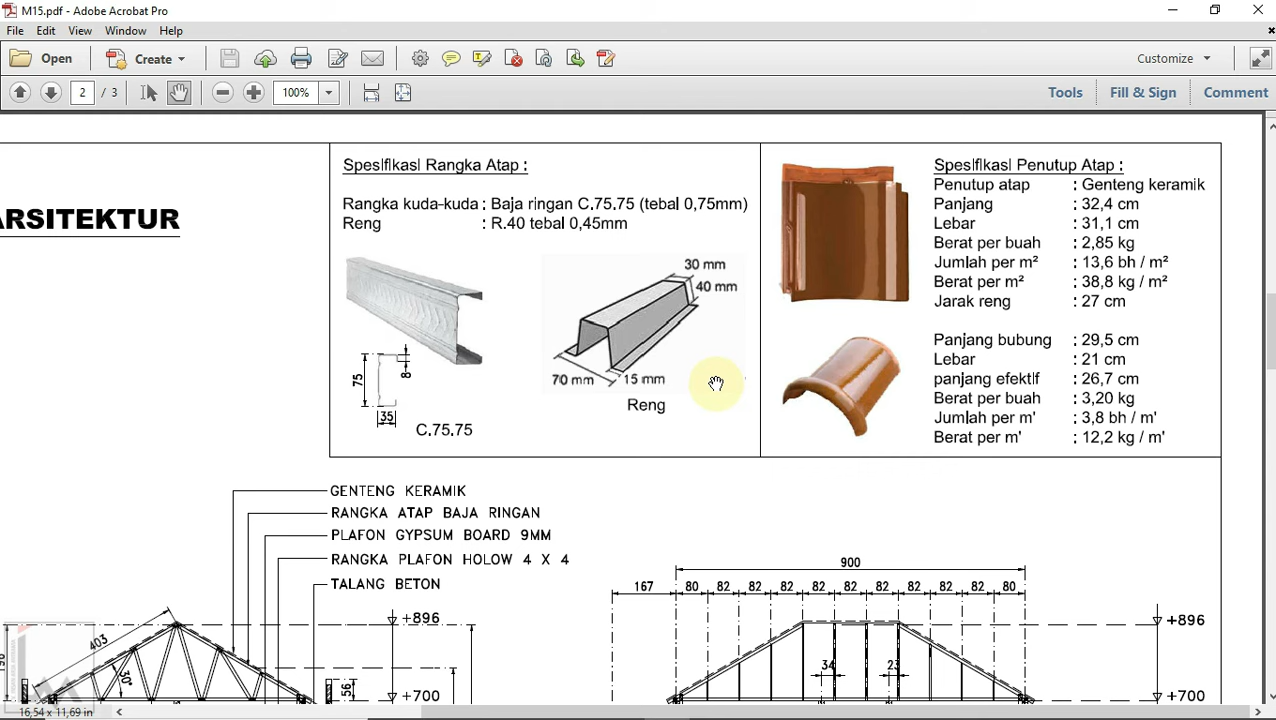 M15.pdf - Adobe Acrobat Pro
File Edit View Window Help
Open Create Customize
2 / 3 100% Tools Fill & Sign Comment
ARSITEKTUR
Spesifikasi Rangka Atap :
Rangka kuda-kuda : Baja ringan C.75.75 (tebal 0,75mm)
Reng : R.40 tebal 0,45mm
30 mm
40 mm
70 mm
15 mm
Reng
75
8
35
C.75.75
Spesifikasi Penutup Atap :
Penutup atap : Genteng keramik
Panjang : 32,4 cm
Lebar : 31,1 cm
Berat per buah : 2,85 kg
Jumlah per m² : 13,6 bh / m²
Berat per m² : 38,8 kg / m²
Jarak reng : 27 cm
Panjang bubung : 29,5 cm
Lebar : 21 cm
panjang efektif : 26,7 cm
Berat per buah : 3,20 kg
Jumlah per m' : 3,8 bh / m'
Berat per m' : 12,2 kg / m'
GENTENG KERAMIK
RANGKA ATAP BAJA RINGAN
PLAFON GYPSUM BOARD 9MM
RANGKA PLAFON HOLOW 4 X 4
TALANG BETON
403
30°
56
+896
+700
900
167 80 82 82 82 82 82 82 82 82 82 80
34 23
+896
+700
16,54 x 11,69 in